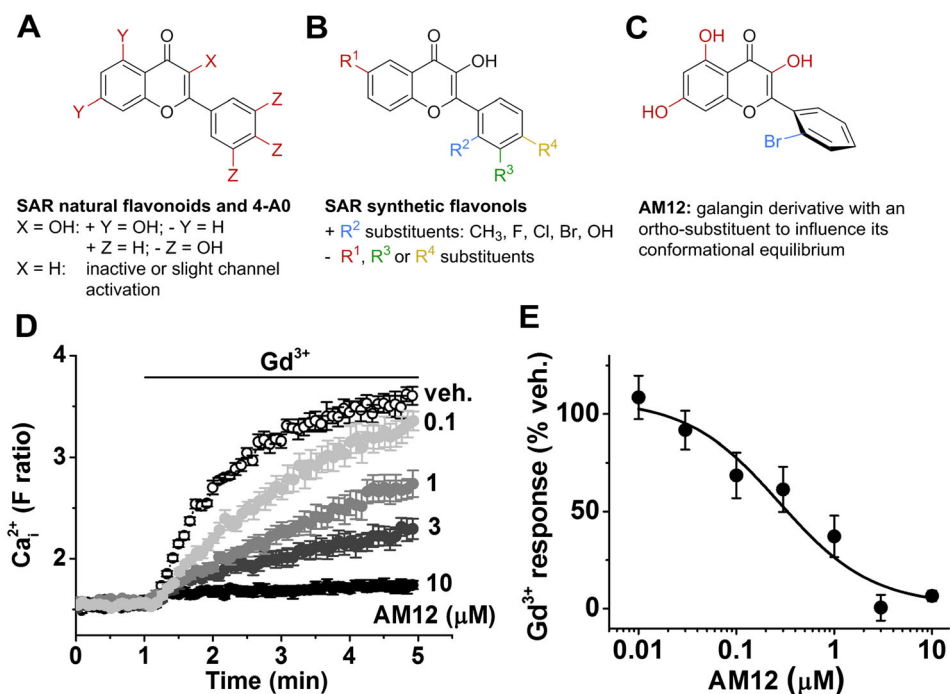 A
Y
O
X
Y
O
Z
Z
Z
SAR natural flavonoids and 4-A0
X = OH: + Y = OH; - Y = H
+ Z = H; - Z = OH
X = H: inactive or slight channel
activation
B
R¹
O
OH
O
R²
R³
R⁴
SAR synthetic flavonols
+ R² substituents: CH₃, F, Cl, Br, OH
- R¹, R³ or R⁴ substituents
C
OH
O
OH
HO
O
Br
AM12: galangin derivative with an
ortho-substituent to influence its
conformational equilibrium
D
Gd³⁺
4
3
2
Ca²⁺ᵢ (F ratio)
veh.
0.1
1
3
10
AM12 (µM)
0 1 2 3 4 5
Time (min)
E
100
50
0
Gd³⁺ response (% veh.)
0.01 0.1 1 10
AM12 (µM)